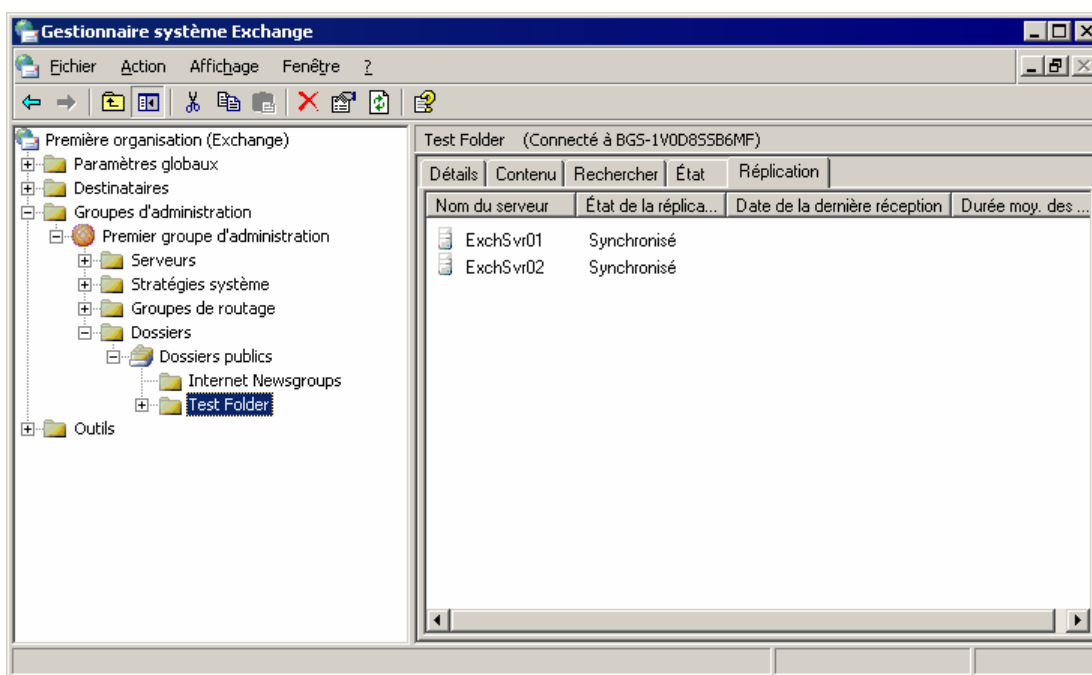 Gestionnaire système Exchange
Fichier Action Affichage Fenêtre ?
Première organisation (Exchange)
Paramètres globaux
Destinataires
Groupes d'administration
Premier groupe d'administration
Serveurs
Stratégies système
Groupes de routage
Dossiers
Dossiers publics
Internet Newsgroups
Test Folder
Outils
Test Folder (Connecté à BGS-1V0D8SSB6MF)
Détails Contenu Rechercher État Réplication
Nom du serveur État de la réplica... Date de la dernière réception Durée moy. des ...
ExchSvr01 Synchronisé
ExchSvr02 Synchronisé